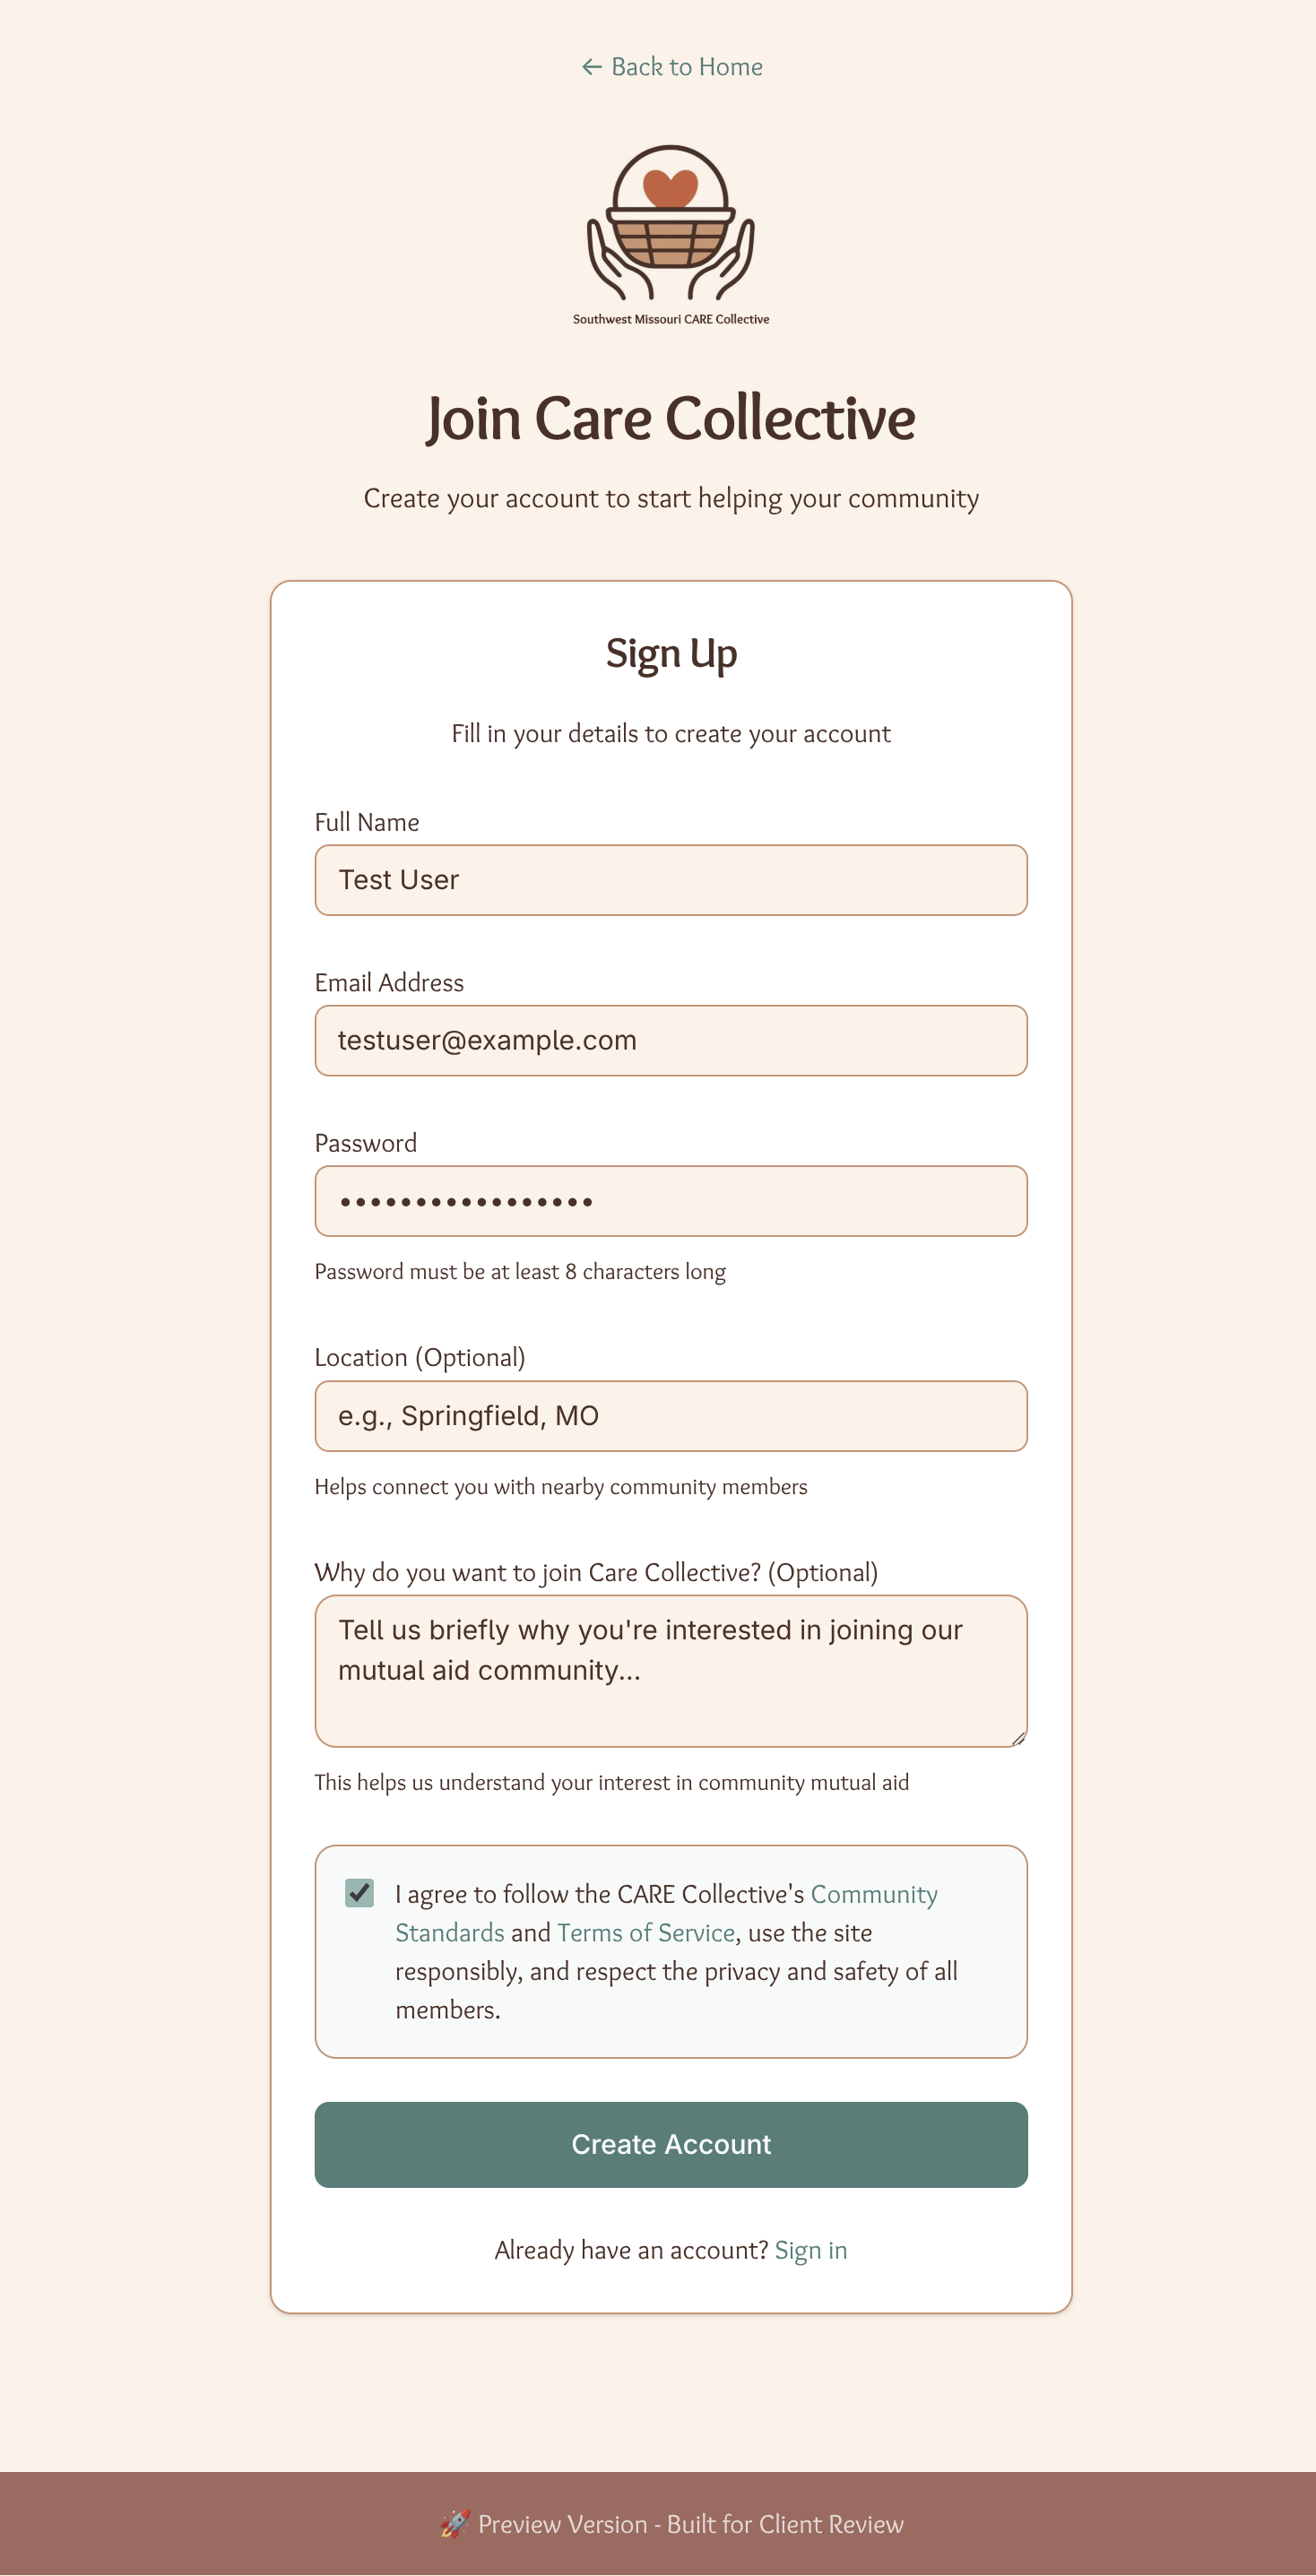 ← Back to Home
Southwest Missouri CARE Collective
Join Care Collective
Create your account to start helping your community
Sign Up
Fill in your details to create your account
Full Name
Test User
Email Address
testuser@example.com
Password
•••••••••••••••••
Password must be at least 8 characters long
Location (Optional)
e.g., Springfield, MO
Helps connect you with nearby community members
Why do you want to join Care Collective? (Optional)
Tell us briefly why you're interested in joining our
mutual aid community...
This helps us understand your interest in community mutual aid
I agree to follow the CARE Collective's Community
Standards and Terms of Service, use the site
responsibly, and respect the privacy and safety of all
members.
Create Account
Already have an account? Sign in
🚀 Preview Version - Built for Client Review